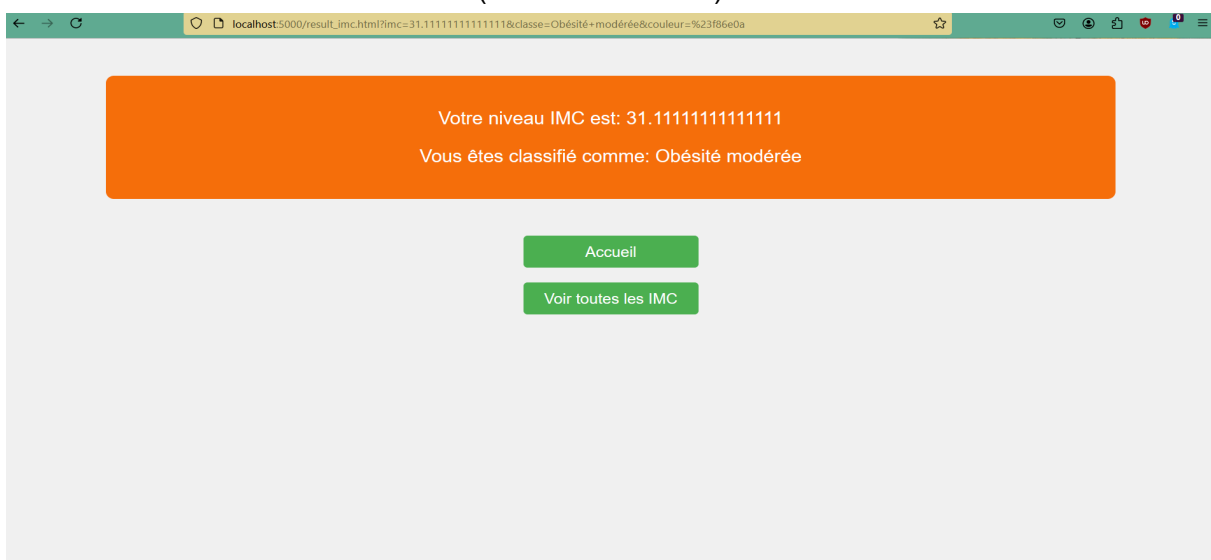 localhost:5000/result_imc.html?imc=31.11111111111111&classe=Obésité+modérée&couleur=%23f86e0a
0
Votre niveau IMC est: 31.11111111111111
Vous êtes classifié comme: Obésité modérée
Accueil
Voir toutes les IMC